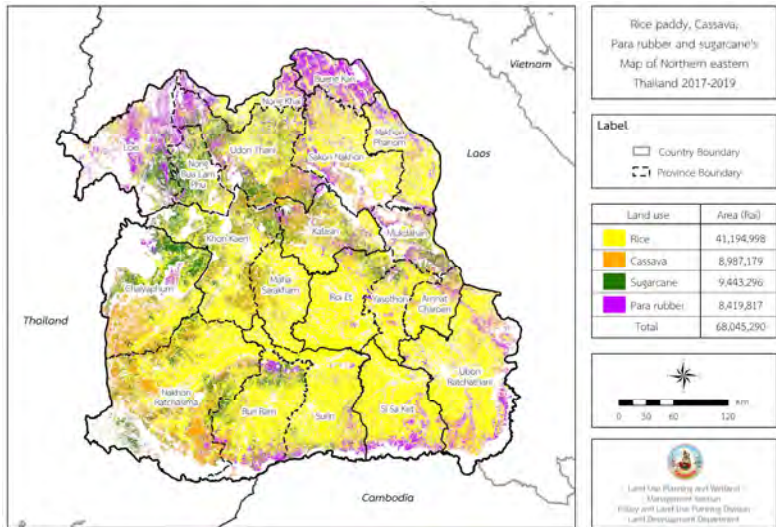 Rice paddy, Cassava,
Para rubber and sugarcane's
Map of Northern eastern
Thailand 2017-2019
Label
Country Boundary
Province Boundary
Land use Area (Rai)
Rice 41,194,998
Cassava 8,987,179
Sugarcane 9,443,296
Para rubber 8,419,817
Total 68,045,290
KM
0 30 60 120
Land Use Planning and Wetland
Management Section
Policy and Land Use Planning Division
Land Development Department
Vietnam
Laos
Thailand
Cambodia
Bueng Kan
Nong Khai
Loei
Udon Thani
Nakhon
Phanom
Nong
Bua Lam
Phu
Sakon Nakhon
Khon Kaen
Kalasin
Mukdahan
Chaiyaphum
Maha
Sarakham
Roi Et
Yasothon
Amnat
Charoen
Ubon
Ratchathani
Nakhon
Ratchasima
Buri Ram
Surin
Si Sa Ket